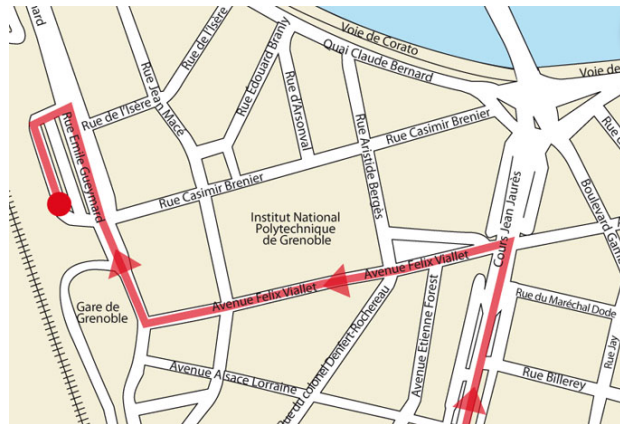 Voie de Corato
Quai Claude Bernard
Voie de
Rue de l'Isère
Rue Edouard Branly
Rue Jean Macé
Rue d'Arsonval
Rue de l'Isère
Rue Emile Gueymard
Rue Casimir Brenier
Rue Aristide Bergès
Rue Casimir Brenier
Institut National
Polytechnique
de Grenoble
Cours Jean Jaurès
Boulevard Gam
Avenue Felix Viallet
Avenue Felix Viallet
Gare de
Grenoble
Rue du Maréchal Dode
Avenue Etienne Forest
Rue du colonel Denfert-Rochereau
Rue Jay
Avenue Alsace Lorraine
Rue Billerey